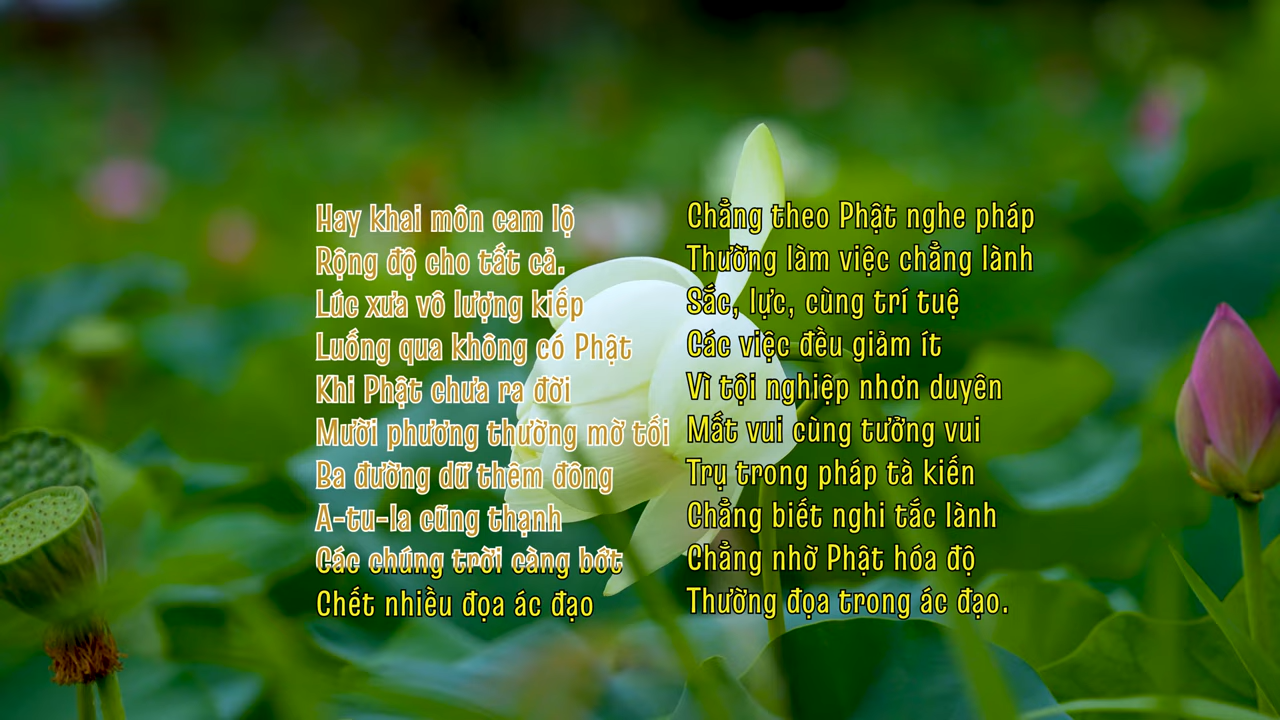 Hay khai môn cam lộ
Rộng độ cho tất cả.
Lúc xưa vô lượng kiếp
Luống qua không có Phật
Khi Phật chưa ra đời
Mười phương thường mờ tối
Ba đường dữ thêm đông
A-tu-la cũng thạnh
Các chúng trời càng bớt
Chết nhiều đọa ác đạo
Chẳng theo Phật nghe pháp
Thường làm việc chẳng lành
Sắc, lực, cùng trí tuệ
Các việc đều giảm ít
Vì tội nghiệp nhơn duyên
Mất vui cùng tưởng vui
Trụ trong pháp tà kiến
Chẳng biết nghi tắc lành
Chẳng nhờ Phật hóa độ
Thường đọa trong ác đạo.